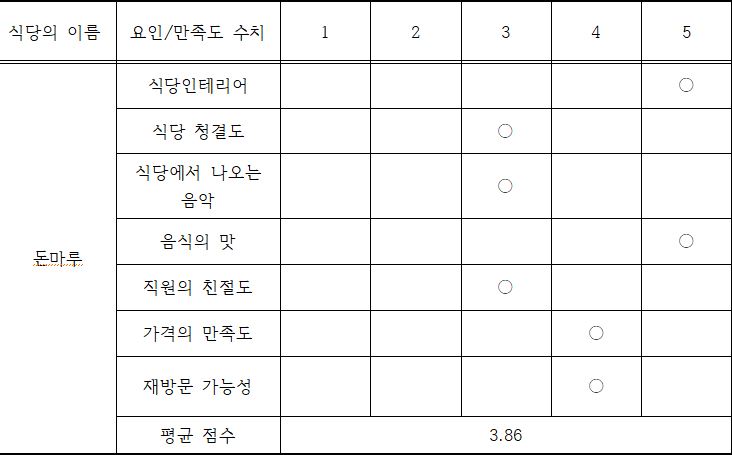 식당의 이름 요인/만족도 수치 1 2 3 4 5
식당인테리어 ○
식당 청결도 ○
식당에서 나오는
음악 ○
음식의 맛 ○
돈마루
직원의 친절도 ○
가격의 만족도 ○
재방문 가능성 ○
평균 점수 3.86